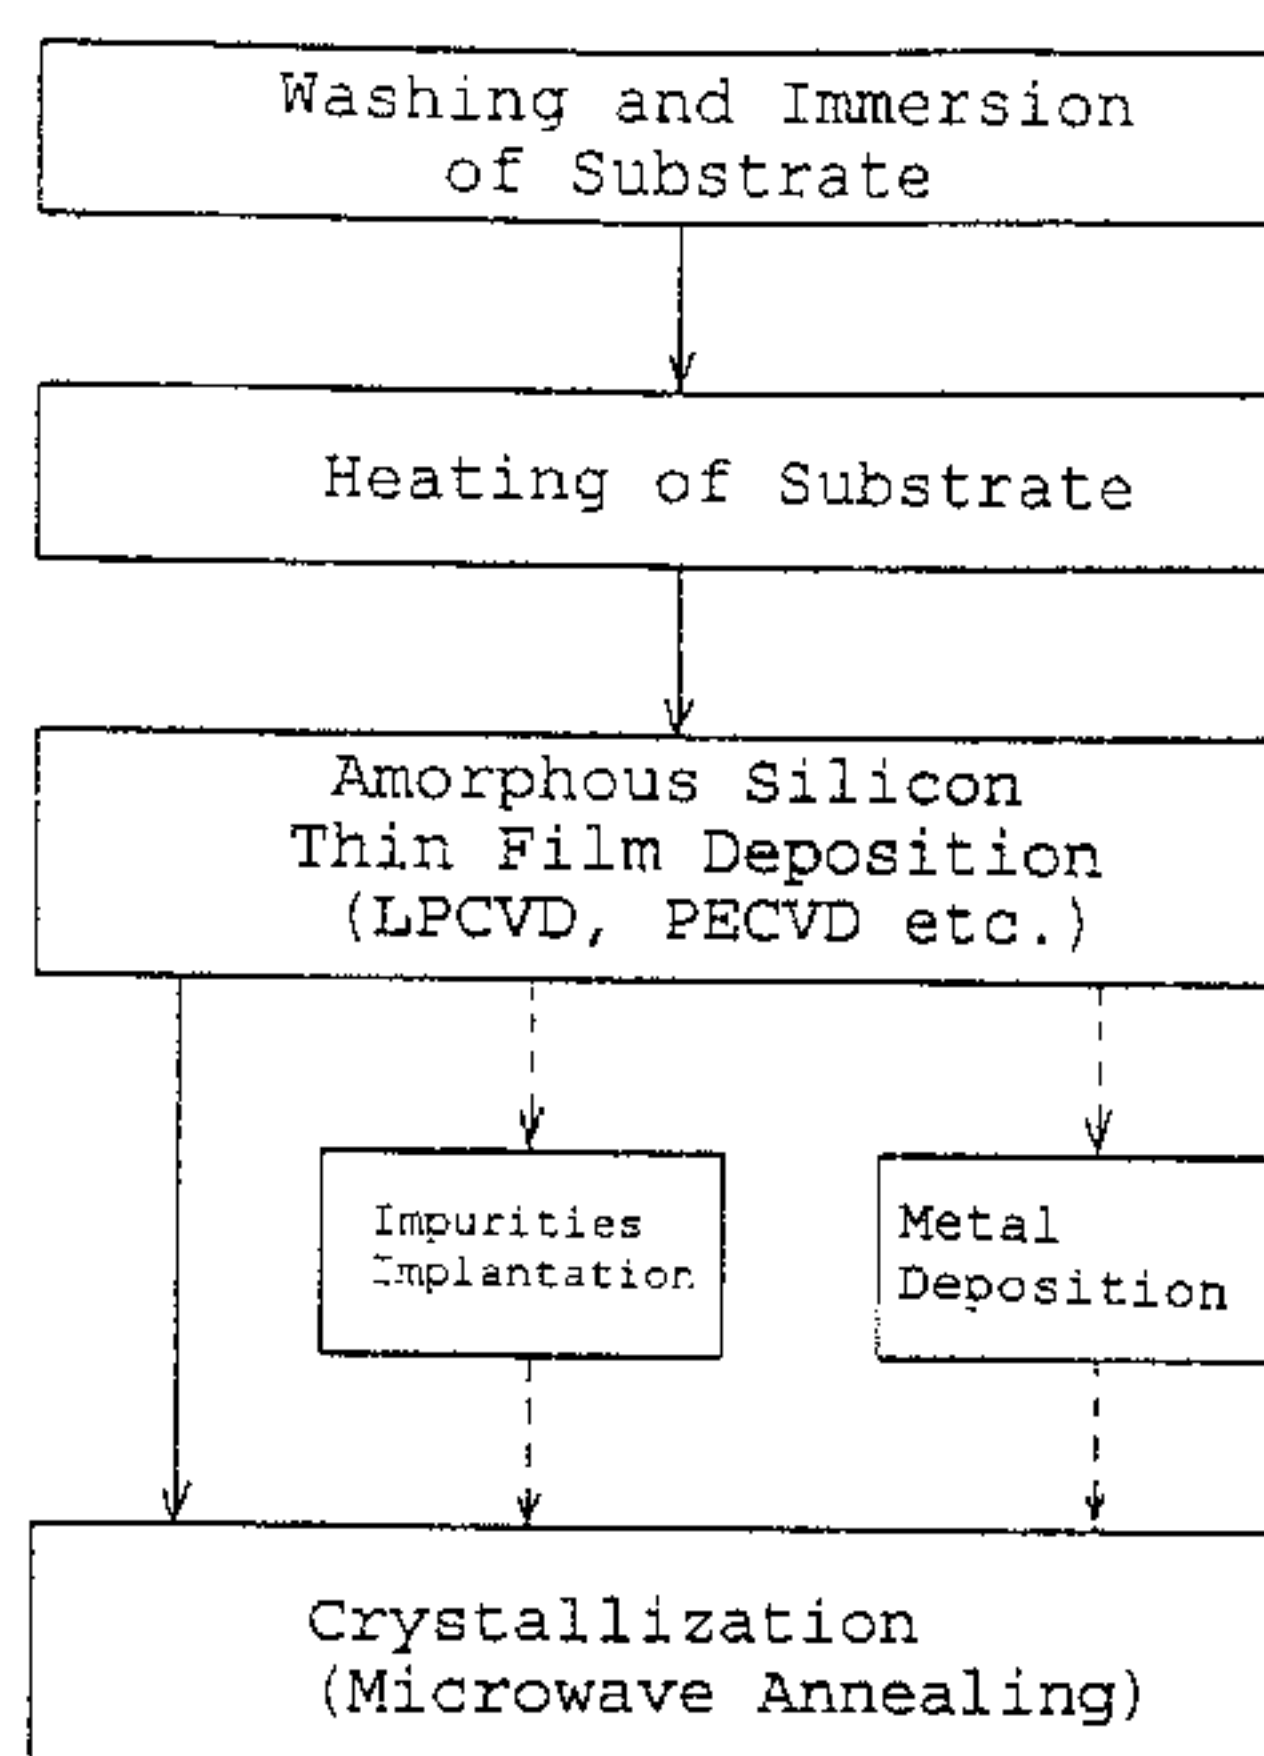 Washing and Immersion
of Substrate
Heating of Substrate
Amorphous Silicon
Thin Film Deposition
(LPCVD, PECVD etc.)
Impurities
Implantation
Metal
Deposition
Crystallization
(Microwave Annealing)